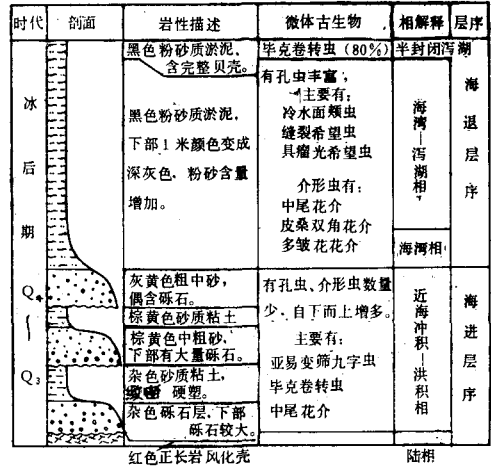 时代 剖面 岩性描述 微体古生物 相解释 层序
冰后期
Q₄
Q₃
黑色粉砂质淤泥,
含完整贝壳。
黑色粉砂质淤泥,
下部1米颜色变成
深灰色,粉砂含量
增加。
灰黄色粗中砂,
偶含砾石。
棕黄色砂质粘土
棕黄色中粗砂,
下部有大量砾石。
杂色砂质粘土,
硬塑。
杂色砾石层,下部
砾石较大。
红色正长岩风化壳
毕克卷转虫(80%)
有孔虫丰富,
主要有:
冷水面颊虫
缝裂希望虫
具瘤光希望虫
介形虫有:
中尾花介
皮桑双角花介
多皱花花介
有孔虫、介形虫数量
少、自下而上增多。
主要有:
亚易变筛九字虫
毕克卷转虫
中尾花介
半封闭泻湖
海湾—泻湖相
海湾相
近海冲积—洪积相
陆相
海退层序
海进层序